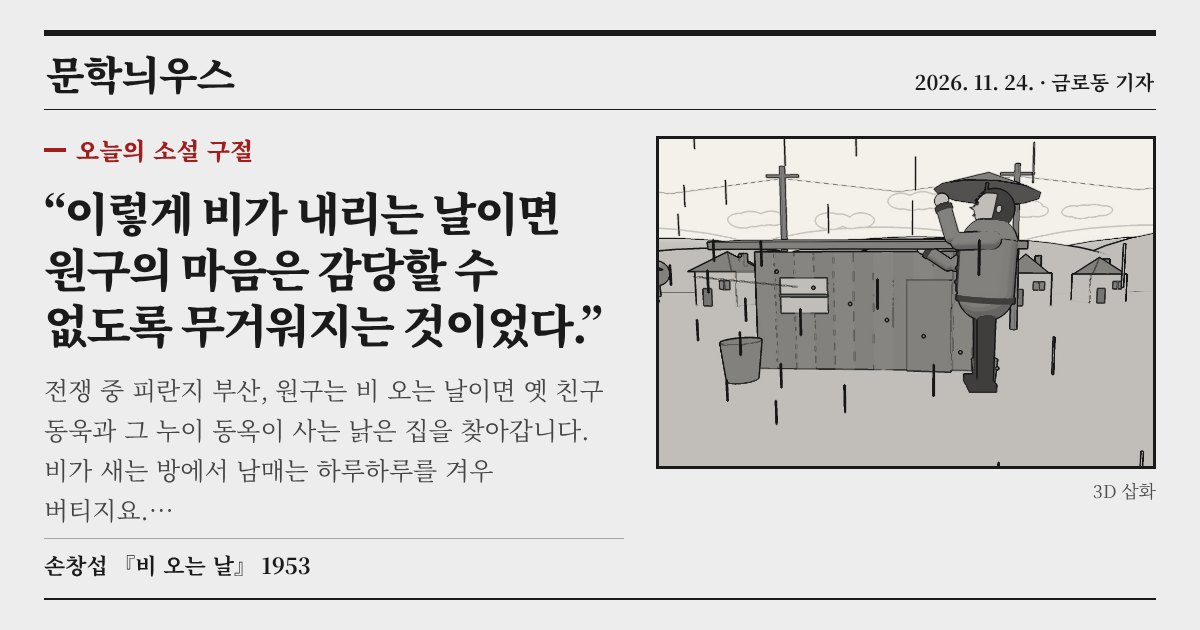 문학늬우스
2026. 11. 24. · 금로동 기자
오늘의 소설 구절
“이렇게 비가 내리는 날이면
원구의 마음은 감당할 수
없도록 무거워지는 것이었다.”
전쟁 중 피란지 부산, 원구는 비 오는 날이면 옛 친구
동욱과 그 누이 동옥이 사는 낡은 집을 찾아갑니다.
비가 새는 방에서 남매는 하루하루를 겨우
버티지요.…
3D 삽화
손창섭 『비 오는 날』 1953